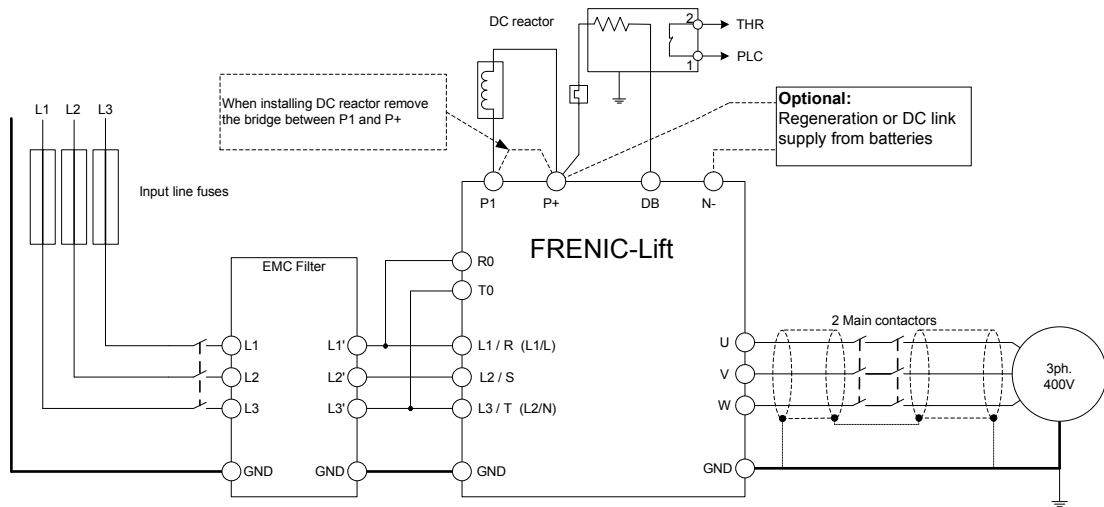 DC reactor
2
THR
1
PLC
When installing DC reactor remove
the bridge between P1 and P+
Optional:
Regeneration or DC link
supply from batteries
L1 L2 L3
Input line fuses
P1 P+ DB N-
FRENIC-Lift
EMC Filter
R0
T0
2 Main contactors
L1 L1' L1 / R (L1/L) U
L2 L2' L2 / S V
L3 L3' L3 / T (L2/N) W
3ph.
400V
GND GND GND GND